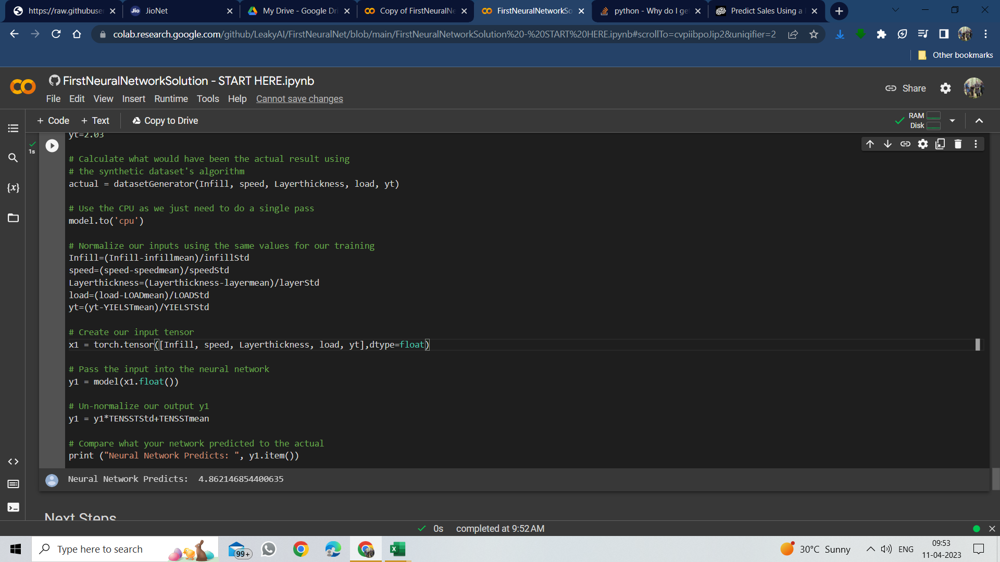 https://raw.githubuse
JioNet
My Drive - Google Dri
Copy of FirstNeuralNe
FirstNeuralNetworkSo
python - Why do I get
Predict Sales Using a
colab.research.google.com/github/LeakyAI/FirstNeuralNet/blob/main/FirstNeuralNetworkSolution%20-%20START%20HERE.ipynb#scrollTo=cvpiibpoJip2&uniqifier=2
Other bookmarks
FirstNeuralNetworkSolution - START HERE.ipynb
Share
File Edit View Insert Runtime Tools Help Cannot save changes
+ Code + Text Copy to Drive
RAM
Disk
yt=2.03
1s
# Calculate what would have been the actual result using
# the synthetic dataset's algorithm
actual = datasetGenerator(Infill, speed, Layerthickness, load, yt)
# Use the CPU as we just need to do a single pass
model.to('cpu')
# Normalize our inputs using the same values for our training
Infill=(Infill-infillmean)/infillStd
speed=(speed-speedmean)/speedStd
Layerthickness=(Layerthickness-layermean)/layerStd
load=(load-LOADmean)/LOADStd
yt=(yt-YIELSTmean)/YIELSTStd
# Create our input tensor
x1 = torch.tensor([Infill, speed, Layerthickness, load, yt],dtype=float)
# Pass the input into the neural network
y1 = model(x1.float())
# Un-normalize our output y1
y1 = y1*TENSSTStd+TENSSTmean
# Compare what your network predicted to the actual
print ("Neural Network Predicts: ", y1.item())
Neural Network Predicts:  4.862146854400635
Next Steps
0s completed at 9:52 AM
Type here to search
99+
30°C Sunny
ENG
09:53
11-04-2023